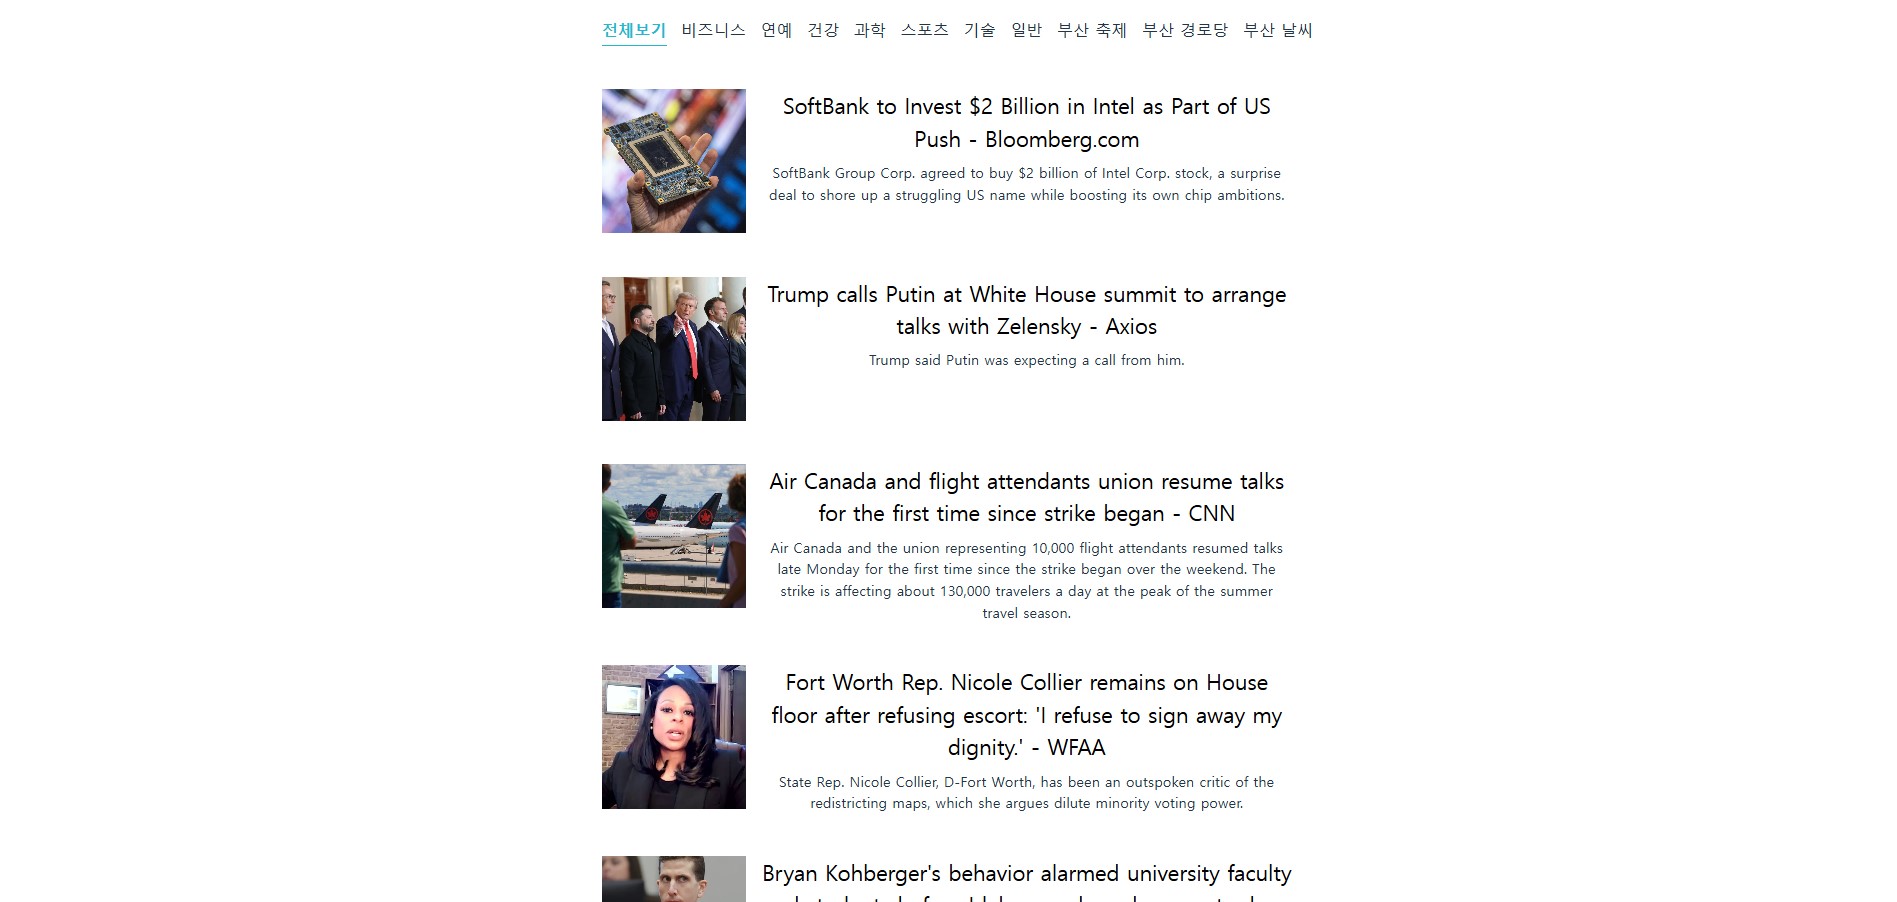 전체보기 비즈니스 연예 건강 과학 스포츠 기술 일반 부산 축제 부산 경로당 부산 날씨
SoftBank to Invest $2 Billion in Intel as Part of US
Push - Bloomberg.com
SoftBank Group Corp. agreed to buy $2 billion of Intel Corp. stock, a surprise
deal to shore up a struggling US name while boosting its own chip ambitions.
Trump calls Putin at White House summit to arrange
talks with Zelensky - Axios
Trump said Putin was expecting a call from him.
Air Canada and flight attendants union resume talks
for the first time since strike began - CNN
Air Canada and the union representing 10,000 flight attendants resumed talks
late Monday for the first time since the strike began over the weekend. The
strike is affecting about 130,000 travelers a day at the peak of the summer
travel season.
Fort Worth Rep. Nicole Collier remains on House
floor after refusing escort: 'I refuse to sign away my
dignity.' - WFAA
State Rep. Nicole Collier, D-Fort Worth, has been an outspoken critic of the
redistricting maps, which she argues dilute minority voting power.
Bryan Kohberger's behavior alarmed university faculty